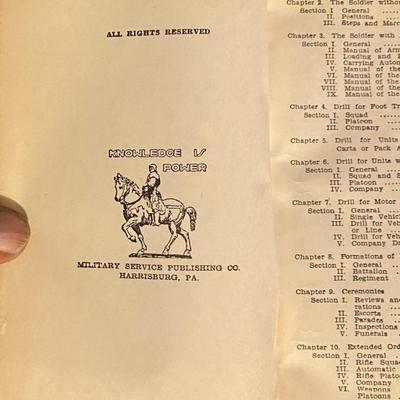 ALL RIGHTS RESERVED
KNOWLEDGE IS
POWER
MILITARY SERVICE PUBLISHING CO.
HARRISBURG, PA.
Chapter 2. The Soldier withou
Section I General
II. Positions
III. Steps and Marc
Chapter 3. The Soldier with
Section I. General
II. Manual of Arm
III. Loading and
IV. Carrying Autom
V. Manual of the
VI. Manual of the
VII. Manual of the
VIII. Manual of the
IX. Manual of the
Chapter 4. Drill for Foot Tr
Section I. Squad
II. Platoon
III. Company
Chapter 5. Drill for Units
Carts or Pack A
Chapter 6. Drill for Units w
Section I. General
II. Squad and S
III. Platoon
IV. Company
Chapter 7. Drill for Motor
Section I. General
II. Single Vehic
III. Drill for Veh
or Line
IV. Drill for Veh
V. Company D
Chapter 8. Formations of
Section I. General
II. Battalion
III. Regiment
Chapter 9. Ceremonies
Section I. Reviews and
rations
II. Escorts
III. Parades
IV. Inspections
V. Funerals
Chapter 10. Extended Ord
Section I. General
II. Rifle Squad
III. Automatic
IV. Rifle Platoo
V. Company
VI. Weapons
Platoons